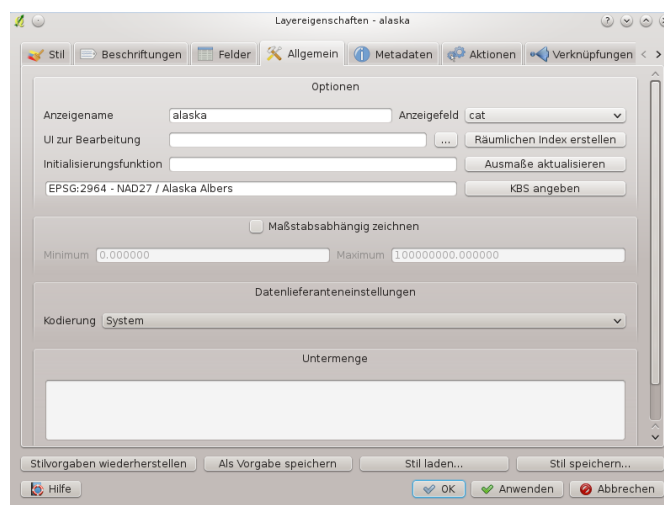 Layereigenschaften - alaska
Stil Beschriftungen Felder Allgemein Metadaten Aktionen Verknüpfungen
Optionen
Anzeigename alaska Anzeigefeld cat
UI zur Bearbeitung ... Räumlichen Index erstellen
Initialisierungsfunktion Ausmaße aktualisieren
EPSG:2964 - NAD27 / Alaska Albers KBS angeben
Maßstabsabhängig zeichnen
Minimum 0.000000 Maximum 100000000.000000
Datenlieferanteneinstellungen
Kodierung System
Untermenge
Stilvorgaben wiederherstellen Als Vorgabe speichern Stil laden... Stil speichern...
Hilfe OK Anwenden Abbrechen